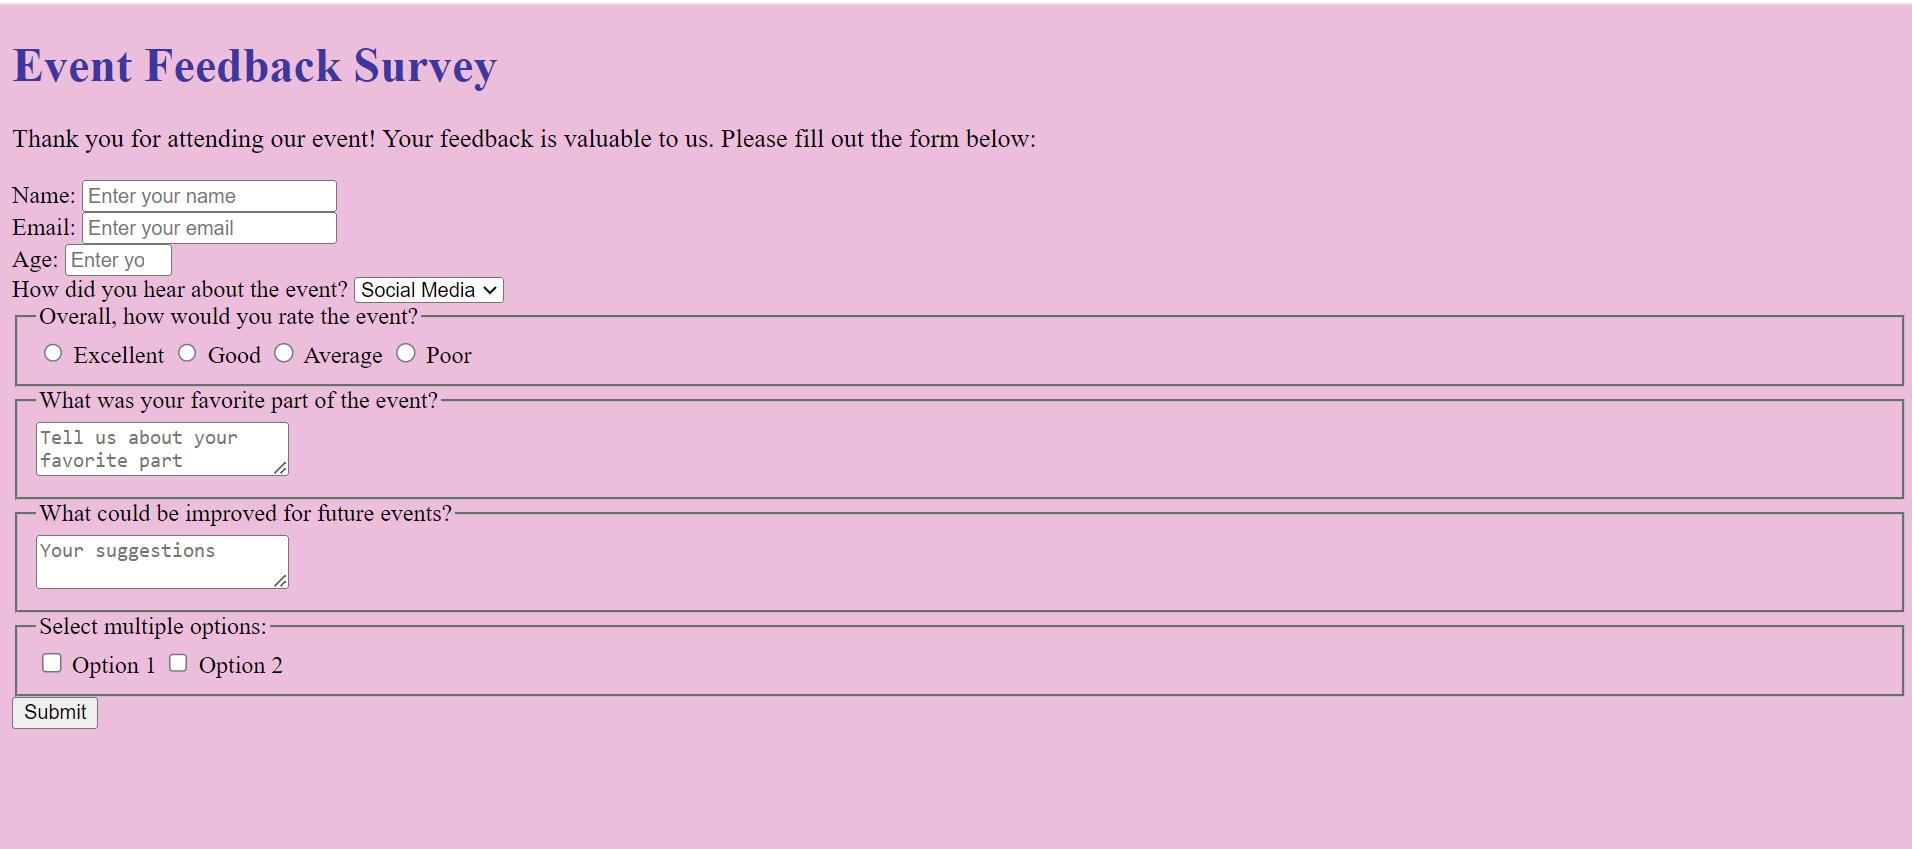 Event Feedback Survey
Thank you for attending our event! Your feedback is valuable to us. Please fill out the form below:
Name: Enter your name
Email: Enter your email
Age: Enter yo
How did you hear about the event? Social Media
Overall, how would you rate the event?
Excellent Good Average Poor
What was your favorite part of the event?
Tell us about your
favorite part
What could be improved for future events?
Your suggestions
Select multiple options:
Option 1 Option 2
Submit